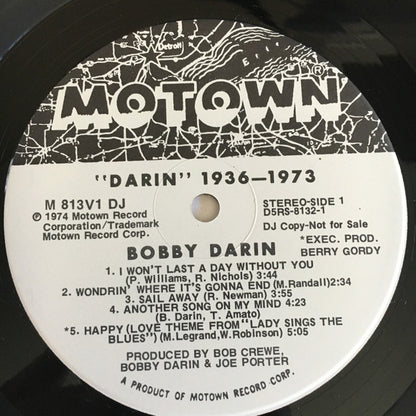 Detroit
ERIE
MOTOWN®
"DARIN" 1936—1973
M 813V1 DJ
Ⓟ 1974 Motown Record
Corporation/Trademark
Motown Record Corp.
STEREO-SIDE 1
D5RS-8132-1
DJ Copy-Not for Sale
*EXEC. PROD.
BERRY GORDY
BOBBY DARIN
1. I WON'T LAST A DAY WITHOUT YOU
(P. Williams, R. Nichols) 3:44
2. WONDRIN' WHERE IT'S GONNA END (M.Randall)2:34
3. SAIL AWAY (R. Newman) 3:55
4. ANOTHER SONG ON MY MIND 4:23
(B. Darin, T. Amato)
*5. HAPPY (LOVE THEME FROM "LADY SINGS THE
BLUES") (M.Legrand,W.Robinson) 5:05
PRODUCED BY BOB CREWE,
BOBBY DARIN & JOE PORTER
A PRODUCT OF MOTOWN RECORD CORP.